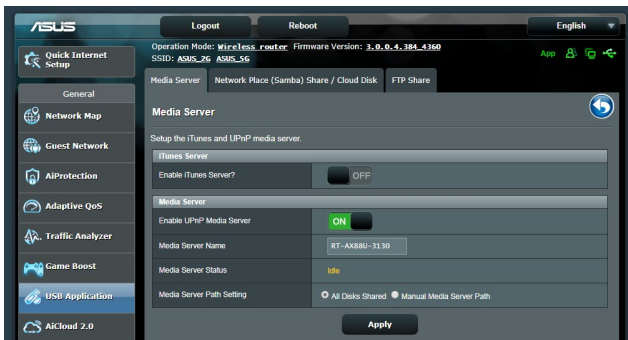 ASUS
Logout
Reboot
English
Operation Mode: Wireless router Firmware Version: 3.0.0.4.384_4360
SSID: ASUS_2G ASUS_5G
App
Quick Internet
Setup
General
Network Map
Guest Network
AiProtection
Adaptive QoS
Traffic Analyzer
Game Boost
USB Application
AiCloud 2.0
Media Server
Network Place (Samba) Share / Cloud Disk
FTP Share
Media Server
Setup the iTunes and UPnP media server.
iTunes Server
Enable iTunes Server?
OFF
Media Server
Enable UPnP Media Server
ON
Media Server Name
RT-AX88U-3130
Media Server Status
Idle
Media Server Path Setting
All Disks Shared
Manual Media Server Path
Apply